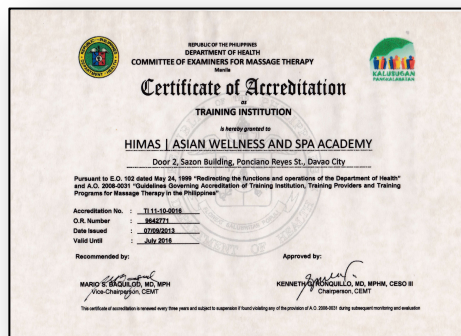 REPUBLIC OF THE PHILIPPINES
DEPARTMENT OF HEALTH
COMMITTEE OF EXAMINERS FOR MASSAGE THERAPY
Manila
KALUSUGAN
PANGKALAHATAN
Certificate of Accreditation
as
TRAINING INSTITUTION
is hereby granted to
HIMAS | ASIAN WELLNESS AND SPA ACADEMY
Door 2, Sazon Building, Ponciano Reyes St., Davao City
Pursuant to E.O. 102 dated May 24, 1999 "Redirecting the functions and operations of the Department of Health"
and A.O. 2008-0031 "Guidelines Governing Accreditation of Training Institution, Training Providers and Training
Programs for Massage Therapy in the Philippines"
Accreditation No. : TI 11-10-0016
O.R. Number : 9642771
Date Issued : 07/09/2013
Valid Until : July 2016
Recommended by:
Approved by:
MARIO S. BAQUILOD, MD, MPH
Vice-Chairperson, CEMT
KENNETH G. RONQUILLO, MD, MPHM, CESO III
Chairperson, CEMT
This certificate of accreditation is renewed every three years and subject to suspension if found violating any of the provision of A.O. 2008-0031 during subsequent monitoring and evaluation